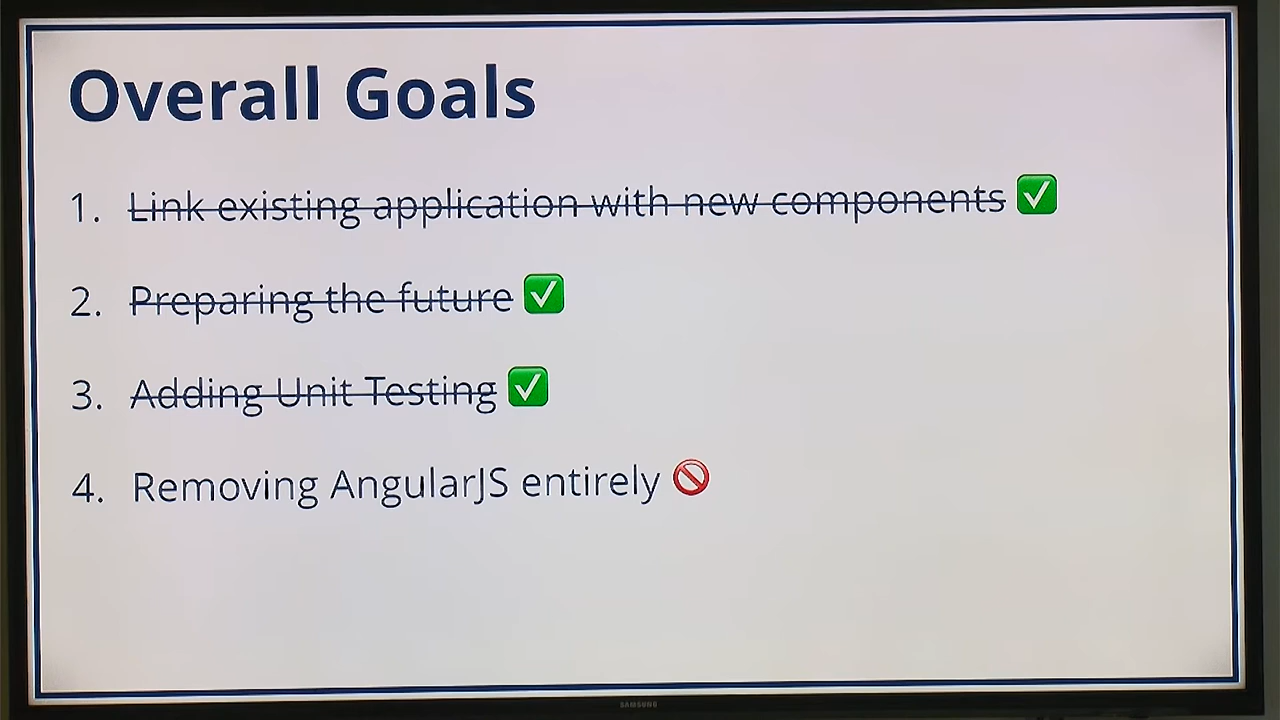 Overall Goals
1. Link existing application with new components ✅
2. Preparing the future ✅
3. Adding Unit Testing ✅
4. Removing AngularJS entirely 🚫
SAMSUNG